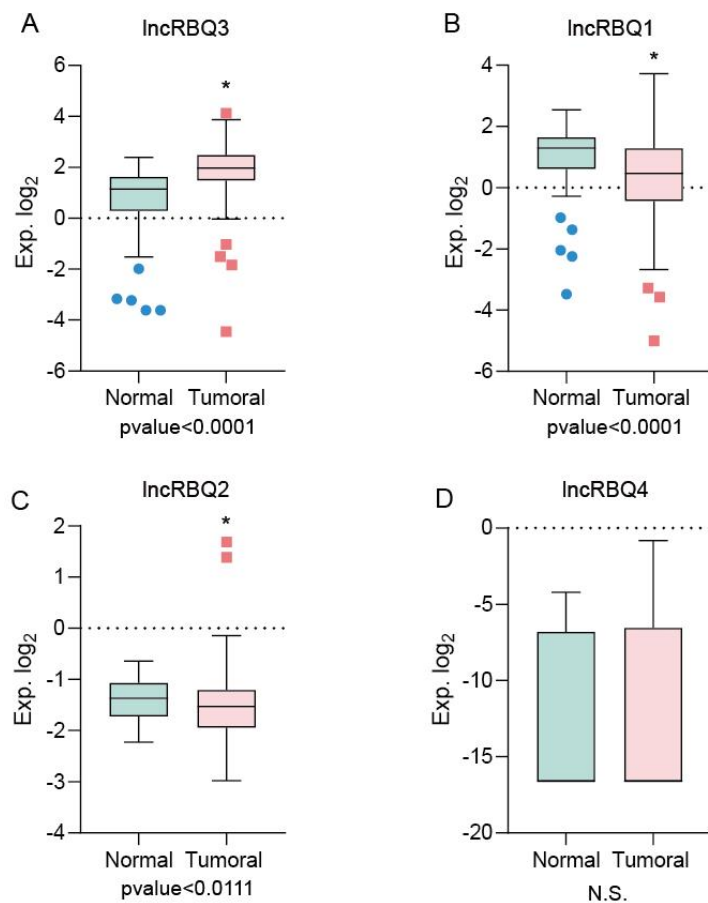 A
lncRBQ3
*
6
4
2
0
-2
-4
-6
Exp. log2
Normal Tumoral
pvalue<0.0001
B
lncRBQ1
*
4
2
0
-2
-4
-6
Exp. log2
Normal Tumoral
pvalue<0.0001
C
lncRBQ2
*
2
1
0
-1
-2
-3
-4
Exp. log2
Normal Tumoral
pvalue<0.0111
D
lncRBQ4
0
-5
-10
-15
-20
Exp. log2
Normal Tumoral
N.S.